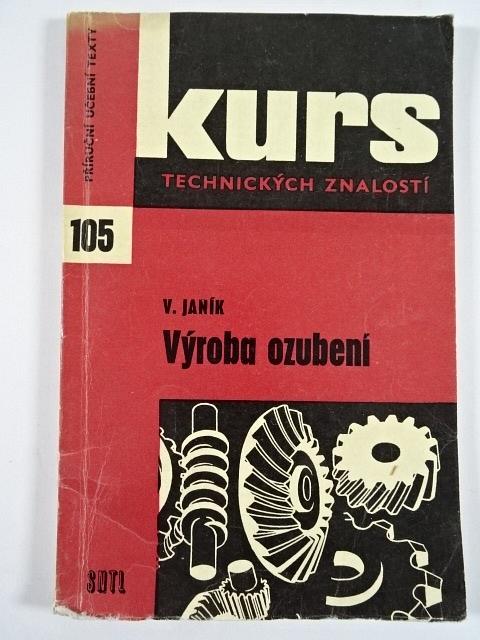 PŘÍRUČNÍ UČEBNÍ TEXTY
kurs
TECHNICKÝCH ZNALOSTÍ
105
V. JANÍK
Výroba ozubení
SNTL